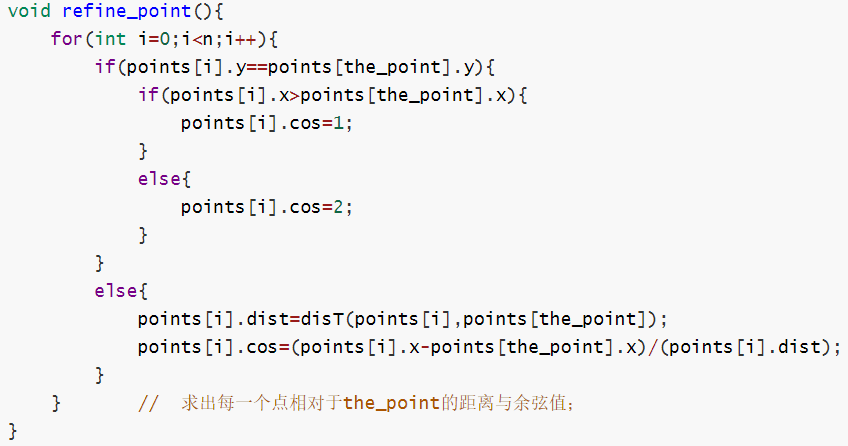 void refine_point(){
    for(int i=0;i<n;i++){
        if(points[i].y==points[the_point].y){
            if(points[i].x>points[the_point].x){
                points[i].cos=1;
            }
            else{
                points[i].cos=2;
            }
        }
        else{
            points[i].dist=disT(points[i],points[the_point]);
            points[i].cos=(points[i].x-points[the_point].x)/(points[i].dist);
        }
    }       //  求出每一个点相对于the_point的距离与余弦值;
}